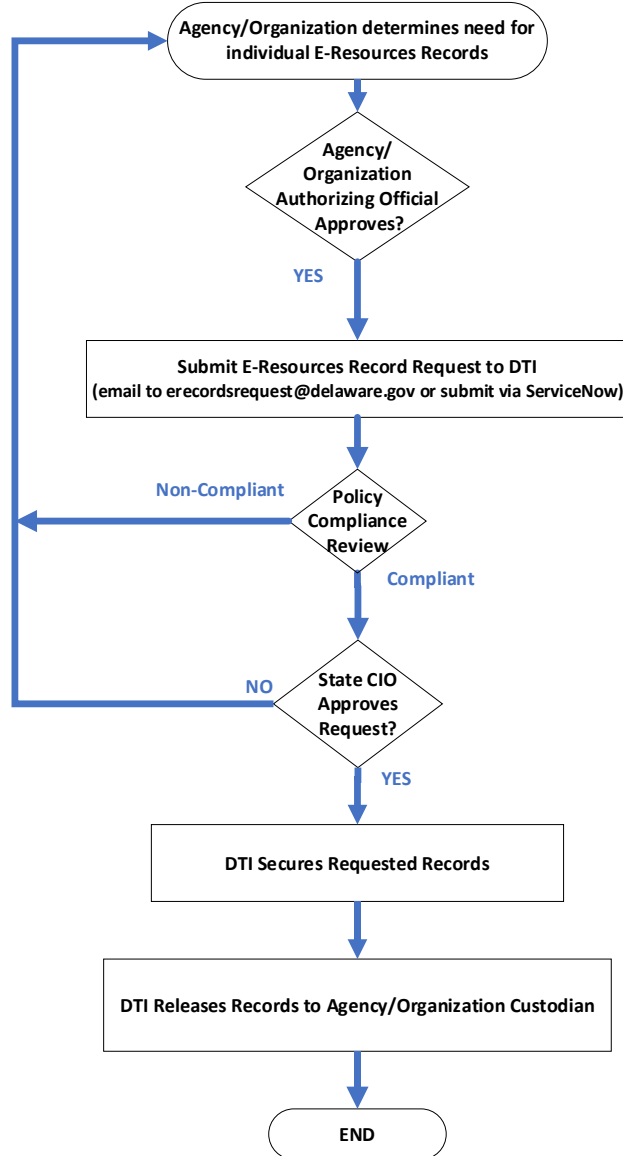 Agency/Organization determines need for
individual E-Resources Records
Agency/
Organization
Authorizing Official
Approves?
YES
Submit E-Resources Record Request to DTI
(email to erecordsrequest@delaware.gov or submit via ServiceNow)
Non-Compliant
Policy
Compliance
Review
Compliant
NO
State CIO
Approves
Request?
YES
DTI Secures Requested Records
DTI Releases Records to Agency/Organization Custodian
END